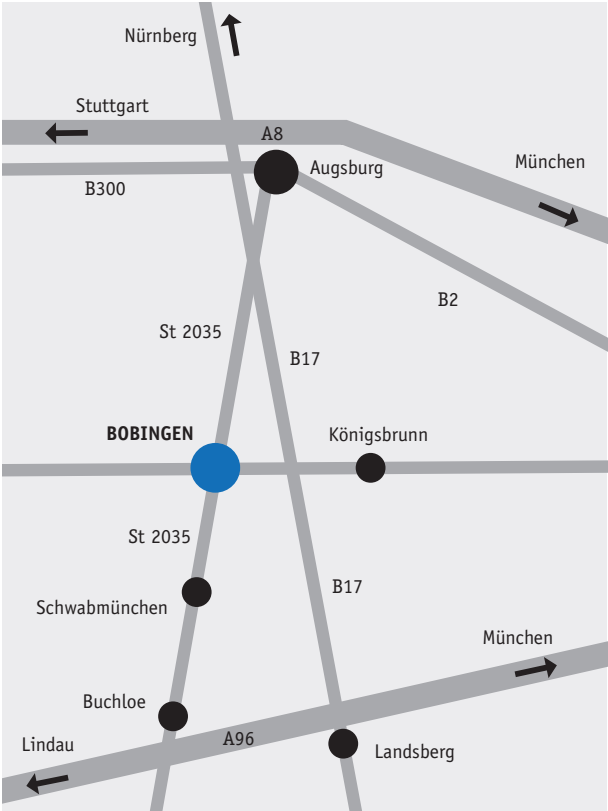 Nürnberg
Stuttgart
A8
München
Augsburg
B300
B2
St 2035
B17
BOBINGEN
Königsbrunn
St 2035
B17
Schwabmünchen
München
Buchloe
A96
Lindau
Landsberg